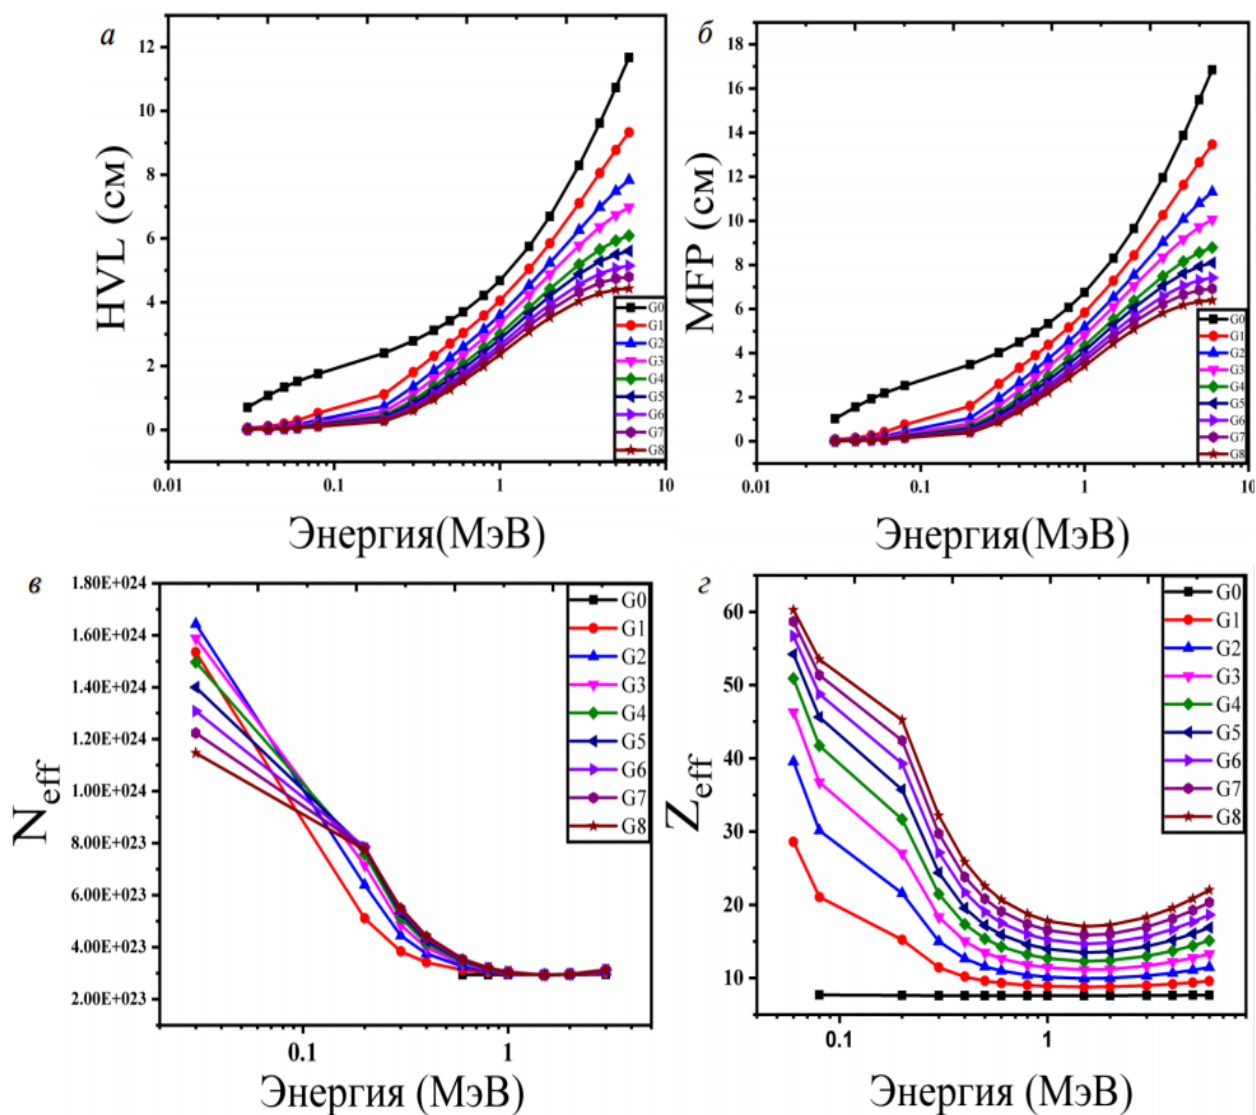 а
HVL (см)
12
10
8
6
4
2
0
0.01
0.1
1
10
Энергия(МэВ)
G0
G1
G2
G3
G4
G5
G6
G7
G8
б
MFP (см)
18
16
14
12
10
8
6
4
2
0
0.01
0.1
1
10
Энергия(МэВ)
G0
G1
G2
G3
G4
G5
G6
G7
G8
в
Neff
1.80E+024
1.60E+024
1.40E+024
1.20E+024
1.00E+024
8.00E+023
6.00E+023
4.00E+023
2.00E+023
0.1
1
Энергия (МэВ)
G0
G1
G2
G3
G4
G5
G6
G7
G8
г
Zeff
60
50
40
30
20
10
0.1
1
Энергия (МэВ)
G0
G1
G2
G3
G4
G5
G6
G7
G8